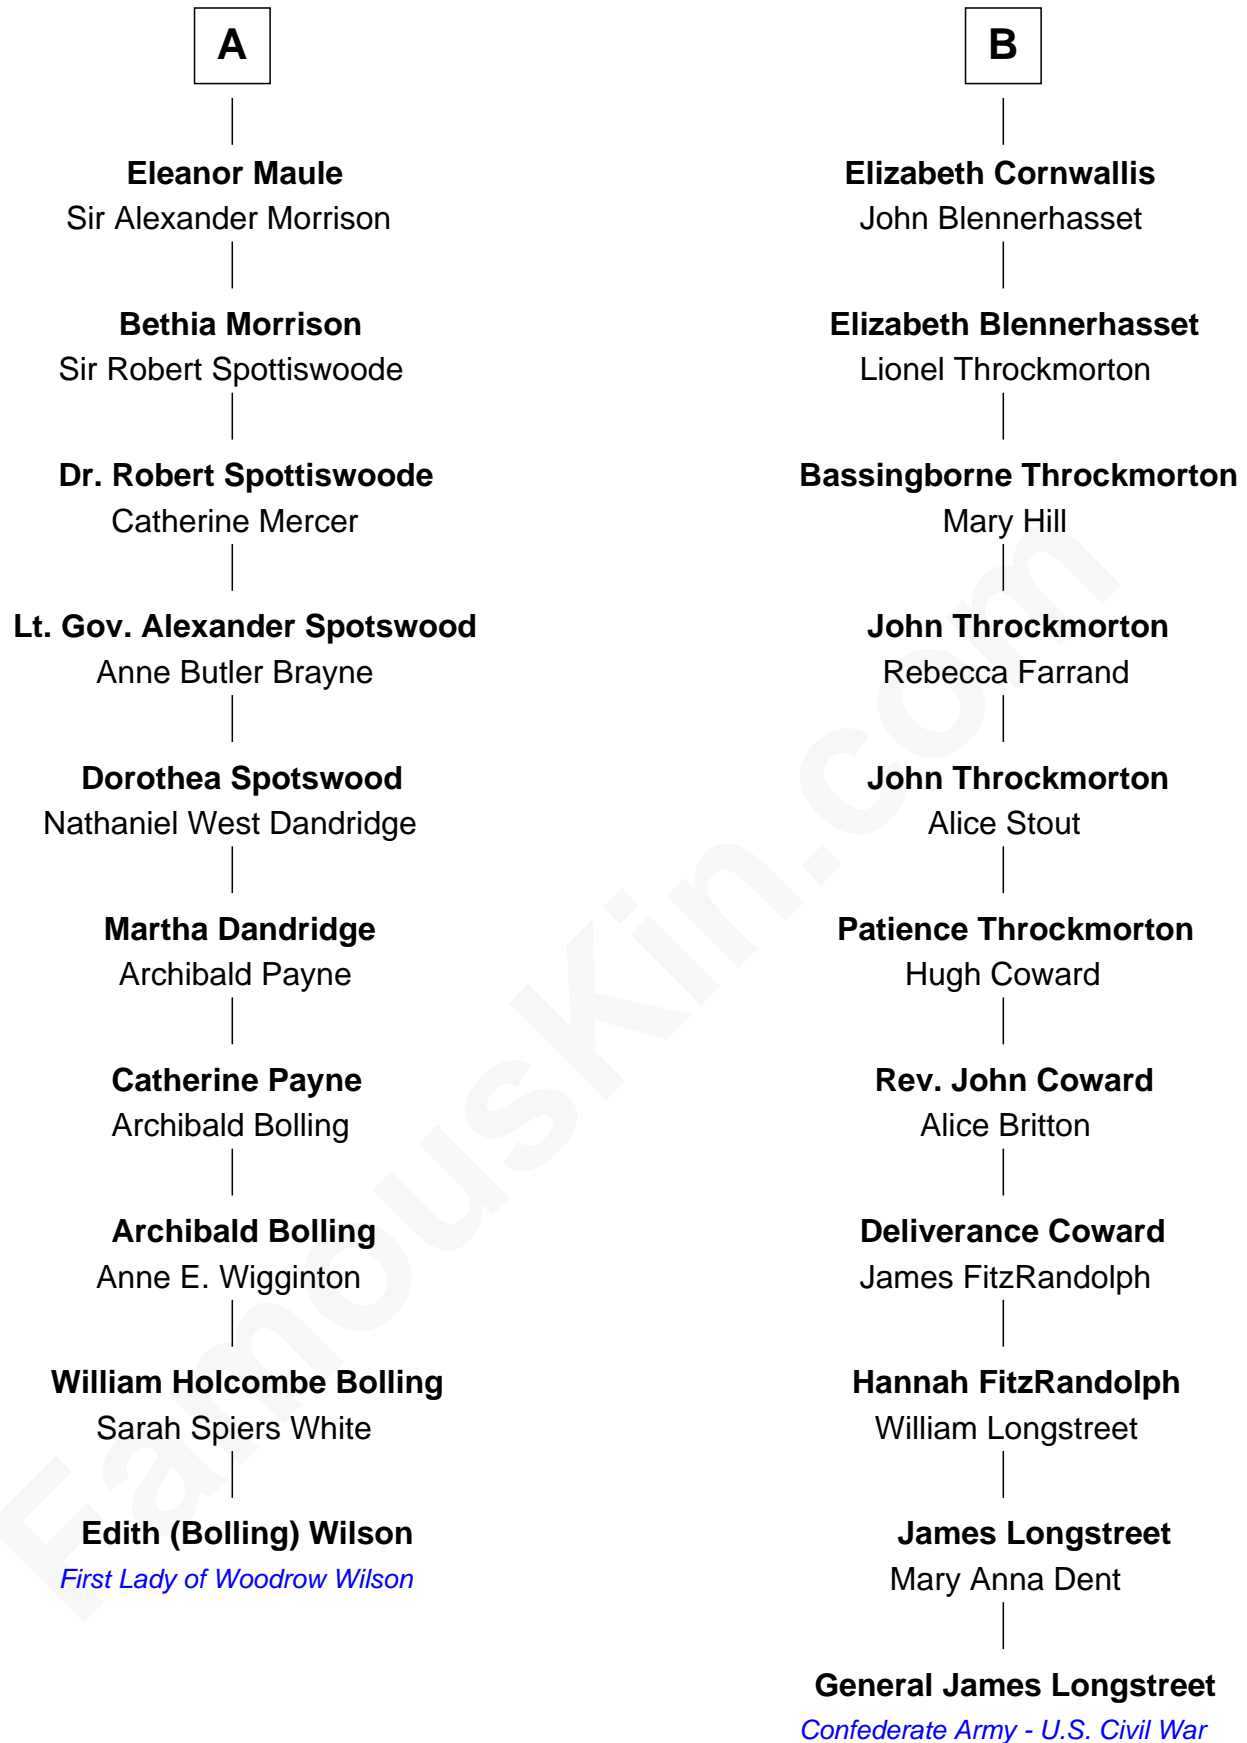 A
Eleanor Maule
Sir Alexander Morrison
Bethia Morrison
Sir Robert Spottiswoode
Dr. Robert Spottiswoode
Catherine Mercer
Lt. Gov. Alexander Spotswood
Anne Butler Brayne
Dorothea Spotswood
Nathaniel West Dandridge
Martha Dandridge
Archibald Payne
Catherine Payne
Archibald Bolling
Archibald Bolling
Anne E. Wigginton
William Holcombe Bolling
Sarah Spiers White
Edith (Bolling) Wilson
First Lady of Woodrow Wilson
B
Elizabeth Cornwallis
John Blennerhasset
Elizabeth Blennerhasset
Lionel Throckmorton
Bassingborne Throckmorton
Mary Hill
John Throckmorton
Rebecca Farrand
John Throckmorton
Alice Stout
Patience Throckmorton
Hugh Coward
Rev. John Coward
Alice Britton
Deliverance Coward
James FitzRandolph
Hannah FitzRandolph
William Longstreet
James Longstreet
Mary Anna Dent
General James Longstreet
Confederate Army - U.S. Civil War
FamousKin.com